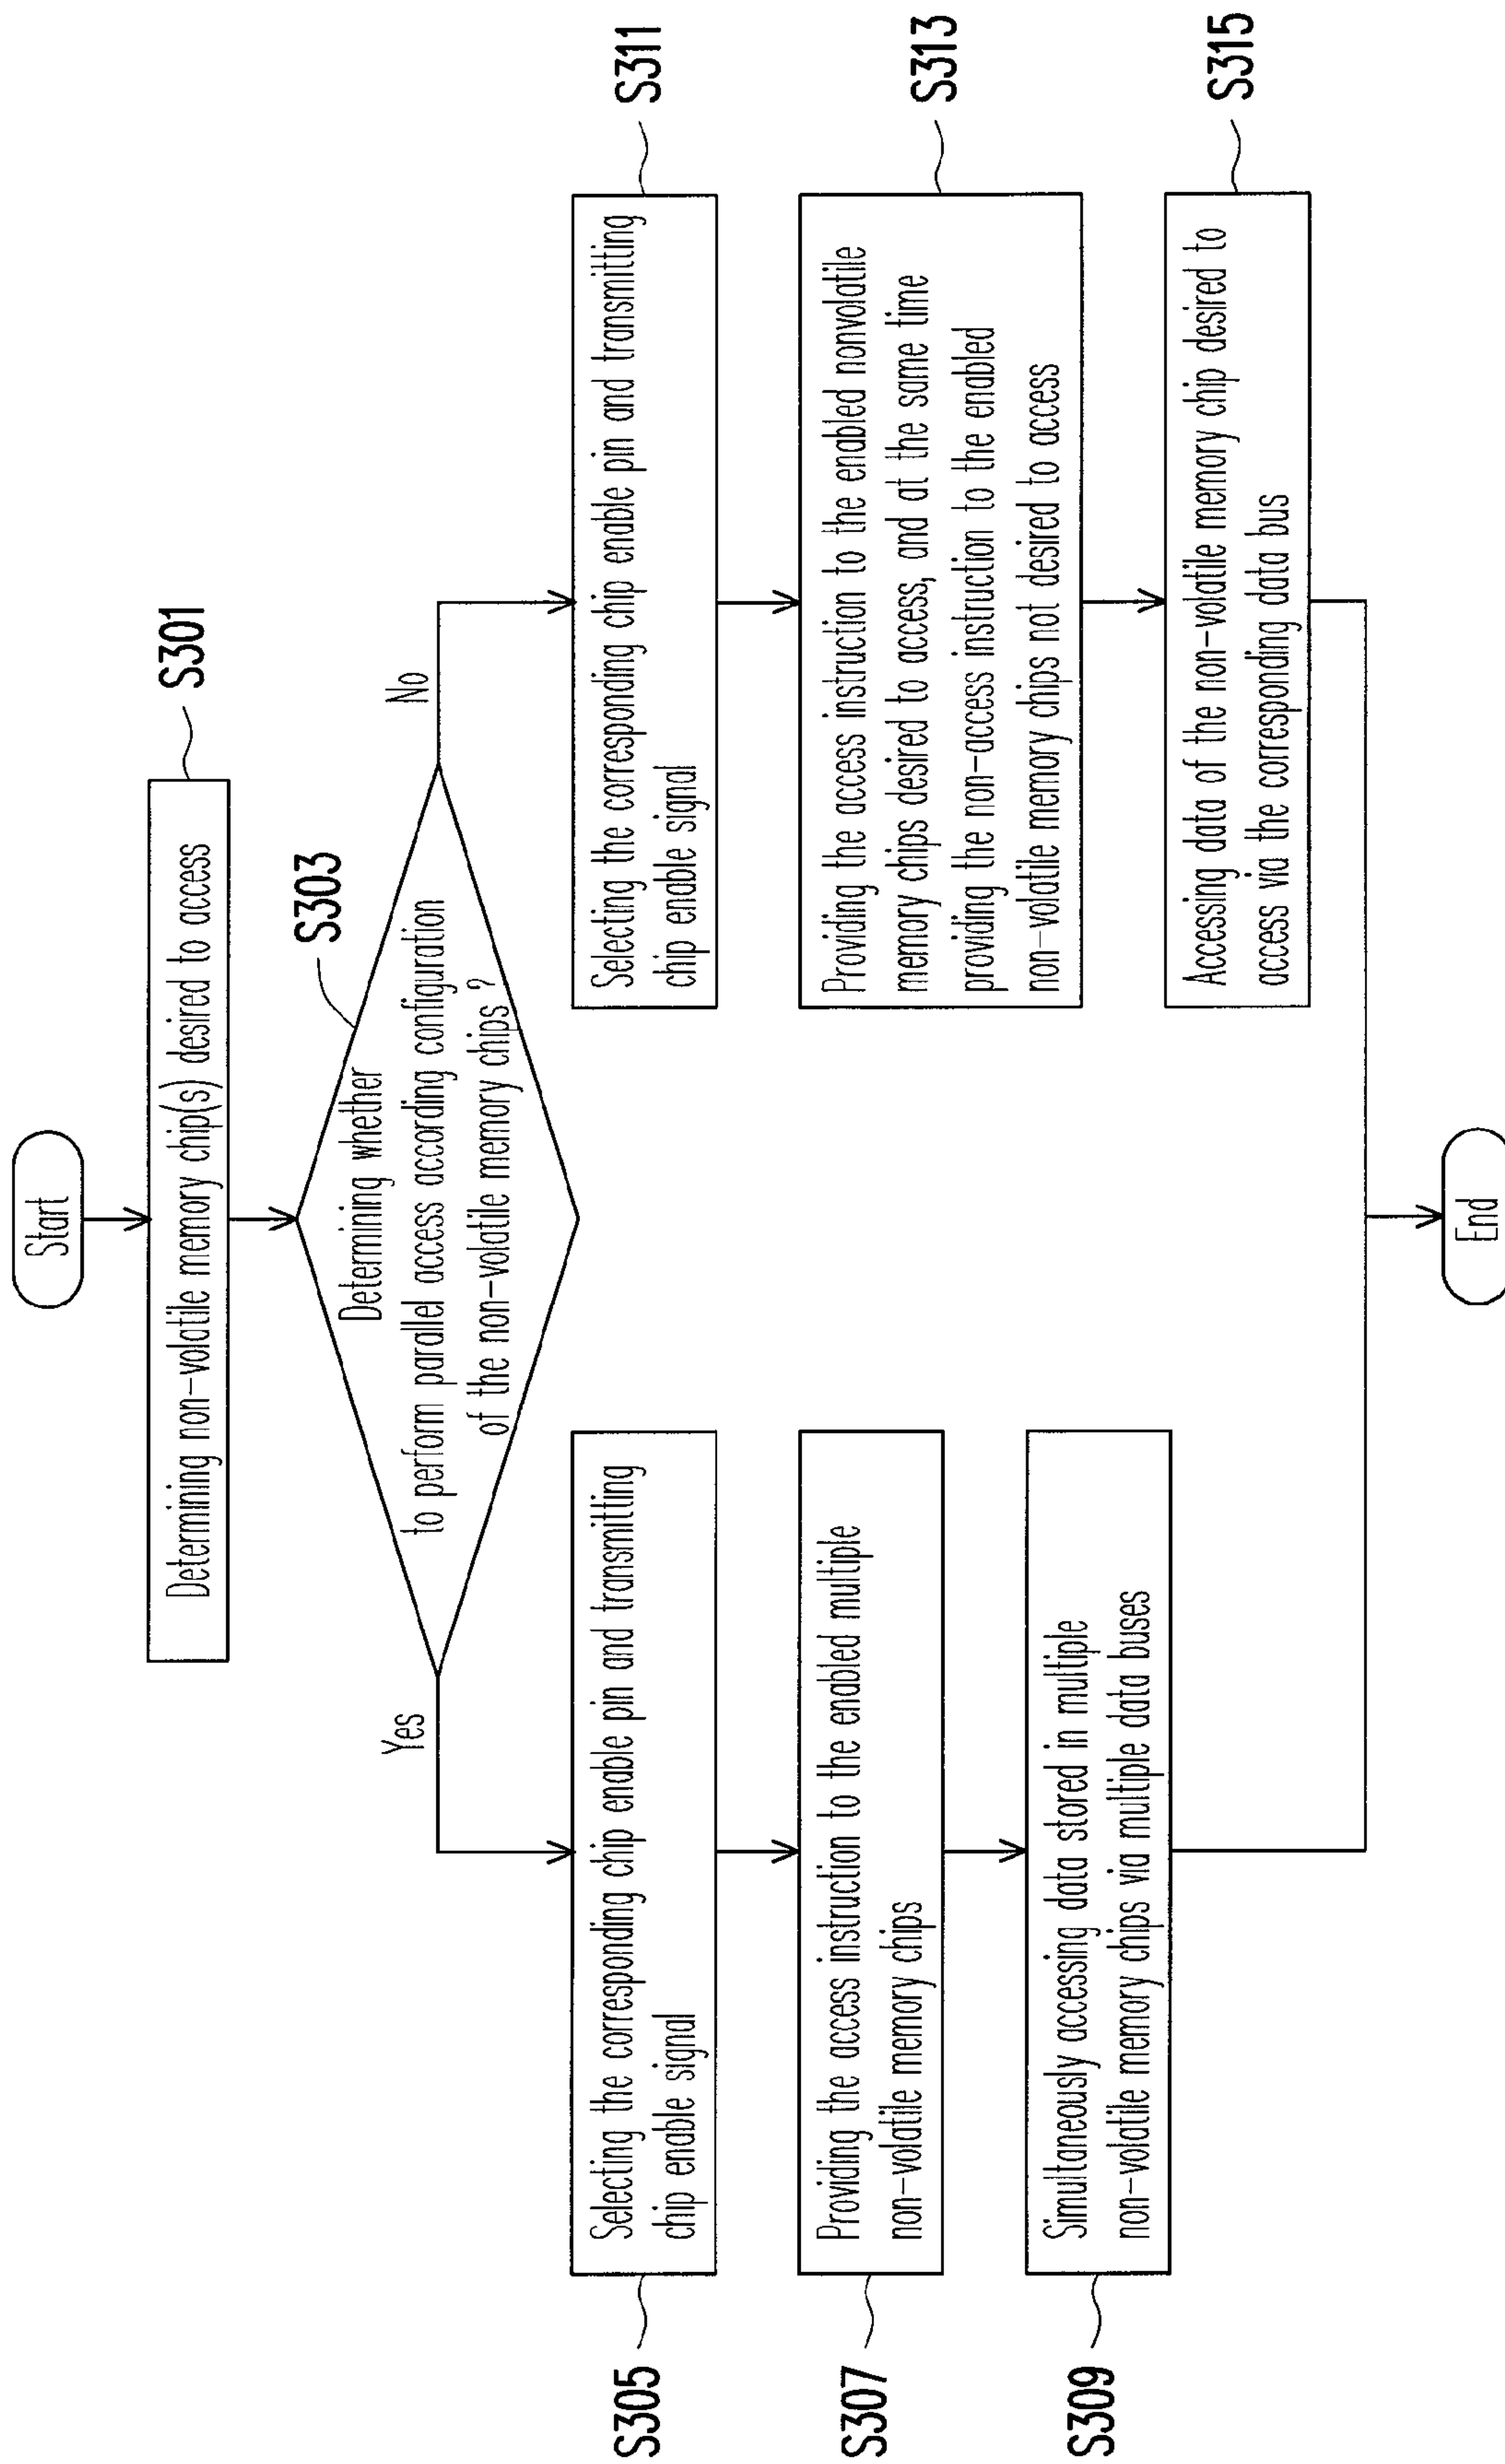 Start
Determining non-volatile memory chip(s) desired to access
S301
Determining whether
to perform parallel access according configuration
of the non-volatile memory chips ?
S303
Yes
No
Selecting the corresponding chip enable pin and transmitting
chip enable signal
S305
Providing the access instruction to the enabled multiple
non-volatile memory chips
S307
Simultaneously accessing data stored in multiple
non-volatile memory chips via multiple data buses
S309
Selecting the corresponding chip enable pin and transmitting
chip enable signal
S311
Providing the access instruction to the enabled nonvolatile
memory chips desired to access, and at the same time
providing the non-access instruction to the enabled
non-volatile memory chips not desired to access
S313
Accessing data of the non-volatile memory chip desired to
access via the corresponding data bus
S315
End